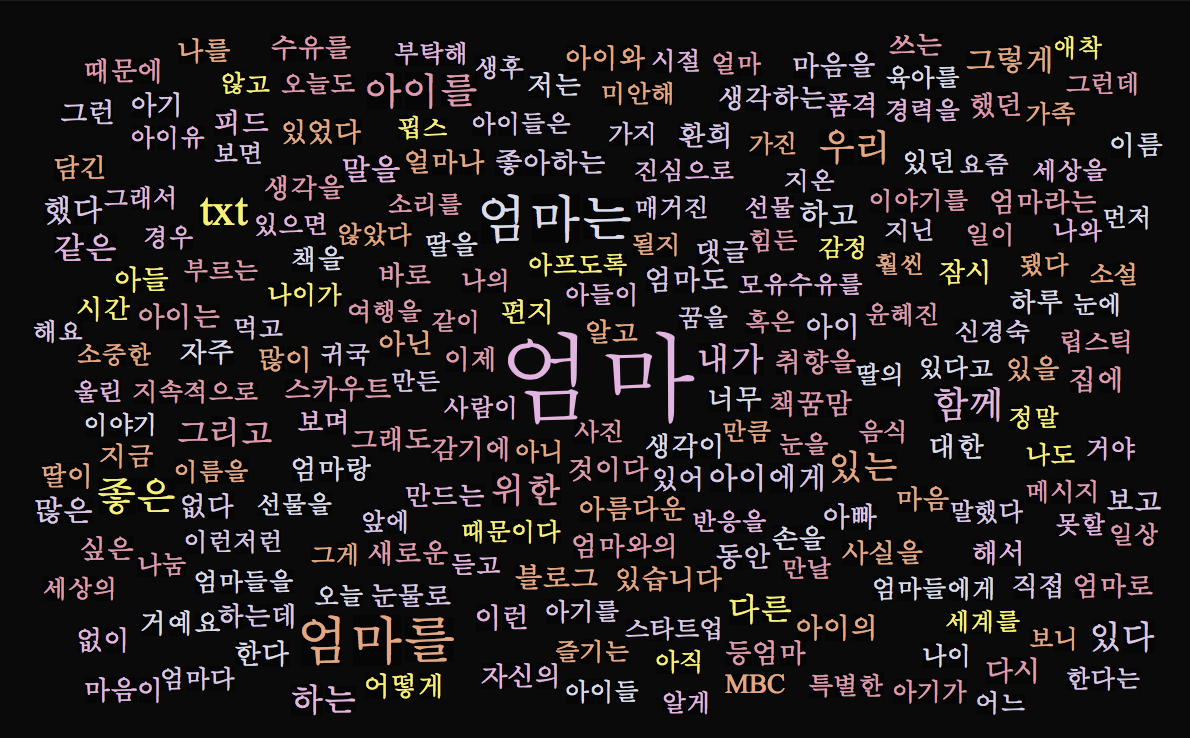 나를 수유를 부탁해 생후 아이와 시절 얼마 마음을 쓰는 그렇게 애착
때문에 않고 오늘도 아이를 저는 미안해 생각하는 육아를 그런데
그런 아기 피드 있었다 펍스 아이들은 가지 환희 가진 품격 경력을 했던 가족
아이유 보면 우리 이름
담긴 말을 얼마나 좋아하는 진심으로 있던 요즘 세상을
생각을 지온
했다 그래서 txt 있으면 소리를 엄마는 매거진 선물 하고 이야기를 엄마라는 먼저
같은 경우 않았다 딸을 될지 댓글 힘든 감정 지닌 일이 나와
아들 부르는 책을 바로 나의 아프도록 엄마도 모유수유를 훨씬 잠시 됐다 소설
시간 아이는 나이가 여행을 같이 편지 아들이 꿈을 혹은 아이 윤혜진 하루 눈에
해요 먹고 알고 신경숙 립스틱
소중한 자주 많이 귀국 아닌 이제 엄마 내가 취향을 딸의 있다고 있을 집에
울린 지속적으로 스카우트 만든 사람이 너무 책꿈맘 함께 정말
이야기 그리고 보며 그래도 감기에 아니 사진 생각이 만큼 눈을 음식 대한 나도 거야
딸이 지금 이름을 엄마랑 것이다 있어 아이에게 있는
많은 좋은 없다 선물을 만드는 위한 아름다운 마음 말했다 메시지 보고
앞에 때문이다 반응을 아빠 못할 일상
싶은 나눔 이런저런 그게 새로운 듣고 엄마와의 동안 손을 만날 사실을 해서
세상의 엄마들을 오늘 눈물로 블로그 있습니다 엄마들에게 직접 엄마로
없이 거예요 하는데 엄마를 이런 아기를 스타트업 다른 아이의 세계를 보니 있다
한다 즐기는 아직 등엄마 나이 다시
마음이 엄마다 하는 어떻게 자신의 아이들 알게 MBC 특별한 아기가 어느 한다는